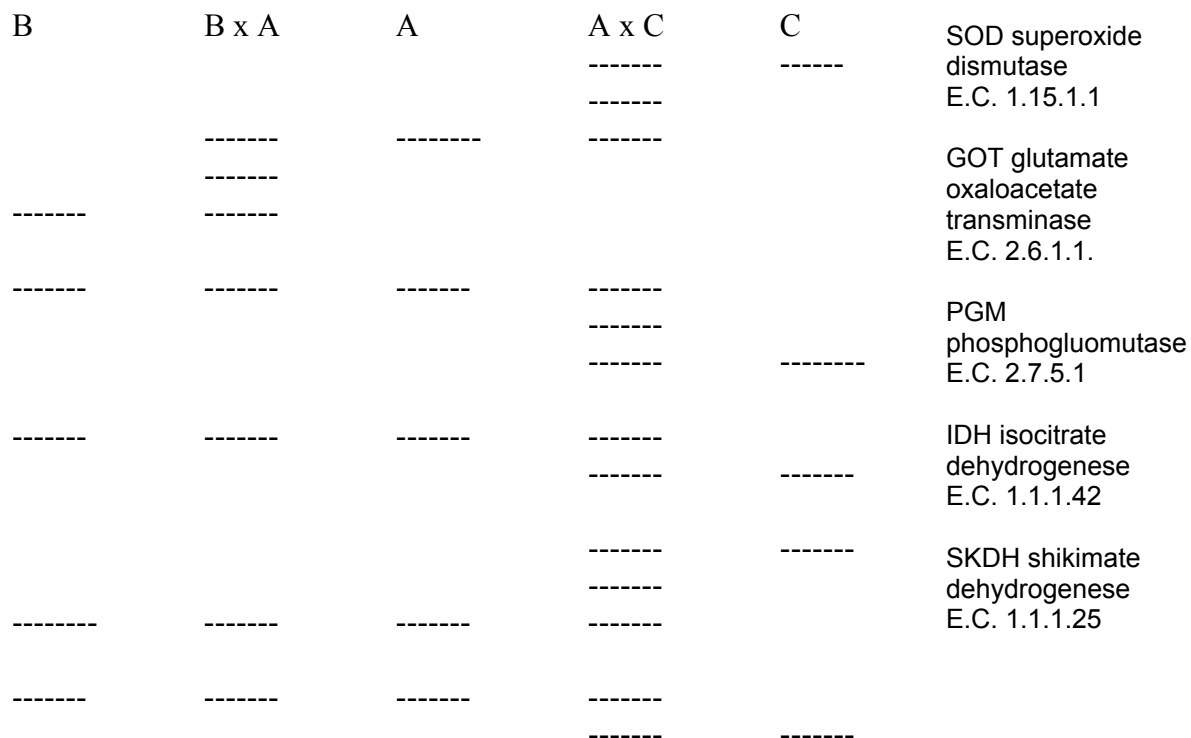 B B x A A A x C C
SOD superoxide
dismutase
E.C. 1.15.1.1
------- ------
-------
------- -------- -------
-------
------- -------
GOT glutamate
oxaloacetate
transminase
E.C. 2.6.1.1.
------- ------- ------- -------
-------
------- --------
PGM
phosphogluomutase
E.C. 2.7.5.1
------- ------- ------- -------
------- -------
IDH isocitrate
dehydrogenese
E.C. 1.1.1.42
------- -------
-------
-------- ------- ------- -------
SKDH shikimate
dehydrogenese
E.C. 1.1.1.25
------- ------- ------- -------
------- -------